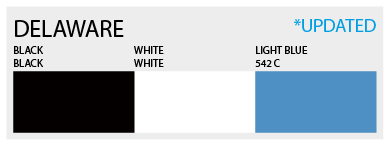 DELAWARE *UPDATED
BLACK WHITE LIGHT BLUE
BLACK WHITE 542 C